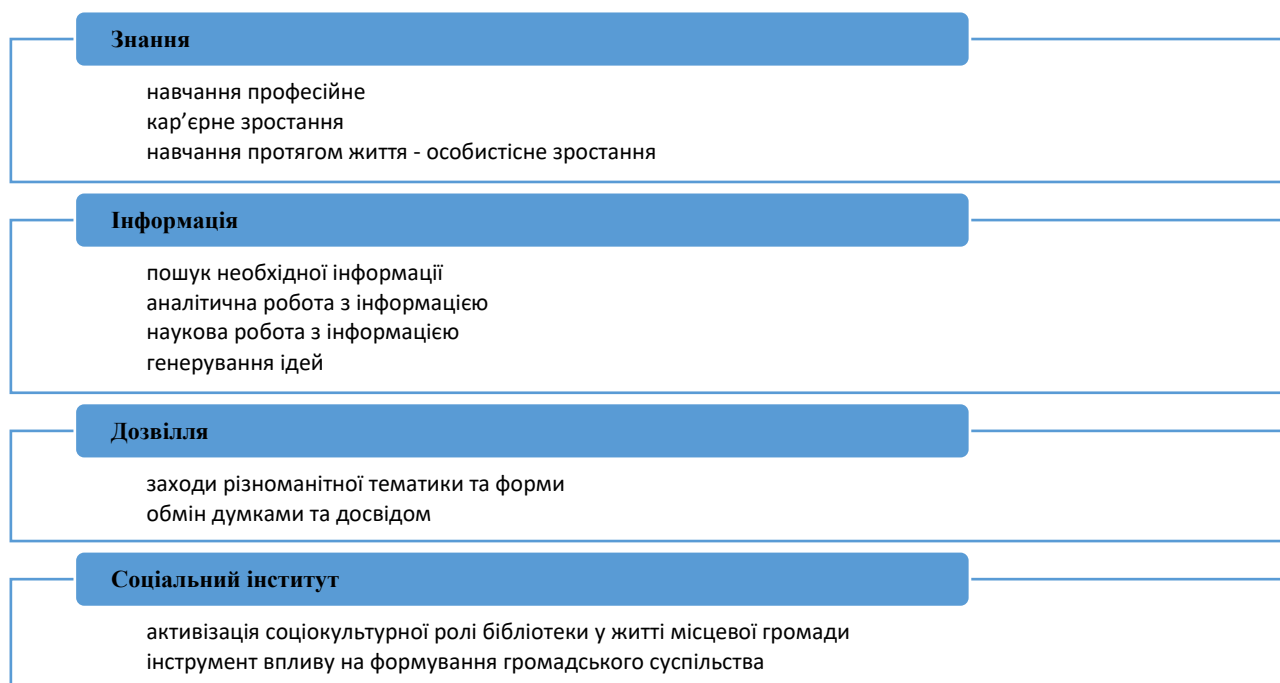 Знання
навчання професійне
кар’єрне зростання
навчання протягом життя - особистісне зростання
Інформація
пошук необхідної інформації
аналітична робота з інформацією
наукова робота з інформацією
генерування ідей
Дозвілля
заходи різноманітної тематики та форми
обмін думками та досвідом
Соціальний інститут
активізація соціокультурної ролі бібліотеки у житті місцевої громади
інструмент впливу на формування громадського суспільства